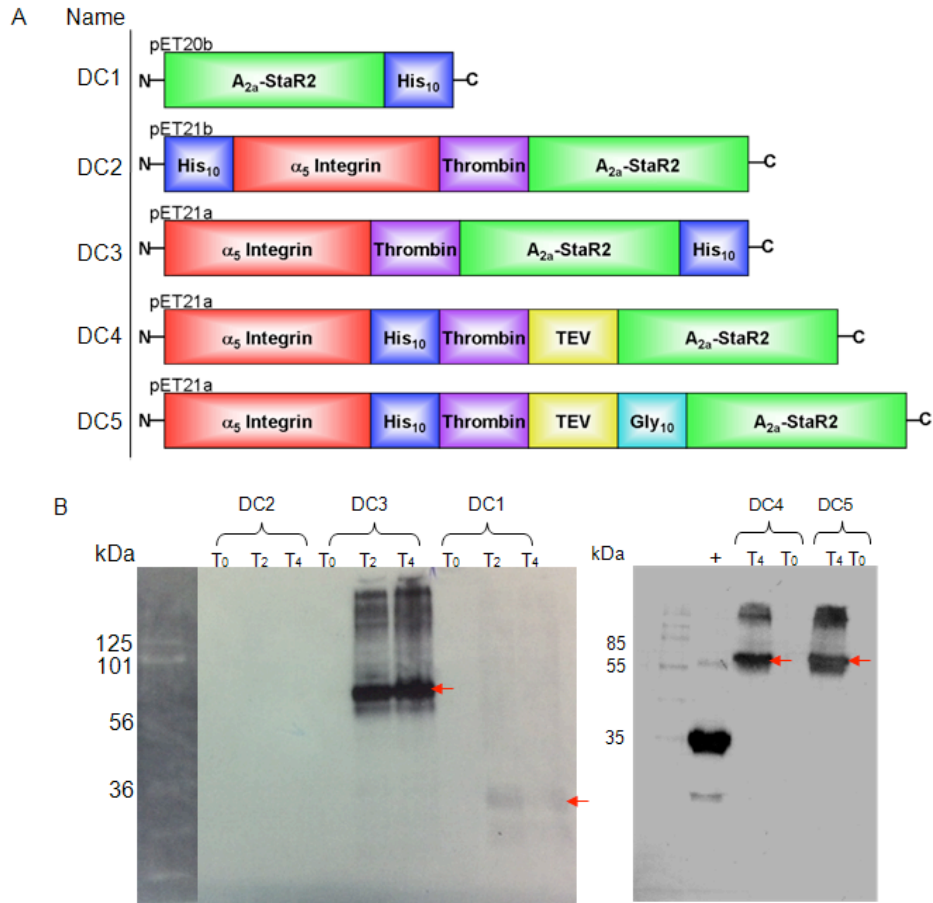 A Name
pET20b
DC1 N A₂ₐ-StaR2 His₁₀ C
pET21b
DC2 N His₁₀ α₅ Integrin Thrombin A₂ₐ-StaR2 C
pET21a
DC3 N α₅ Integrin Thrombin A₂ₐ-StaR2 His₁₀ C
pET21a
DC4 N α₅ Integrin His₁₀ Thrombin TEV A₂ₐ-StaR2 C
pET21a
DC5 N α₅ Integrin His₁₀ Thrombin TEV Gly₁₀ A₂ₐ-StaR2 C
B DC2 DC3 DC1
kDa T₀ T₂ T₄ T₀ T₂ T₄ T₀ T₂ T₄
125
101
56
36
DC4 DC5
kDa + T₄ T₀ T₄ T₀
85
55
35